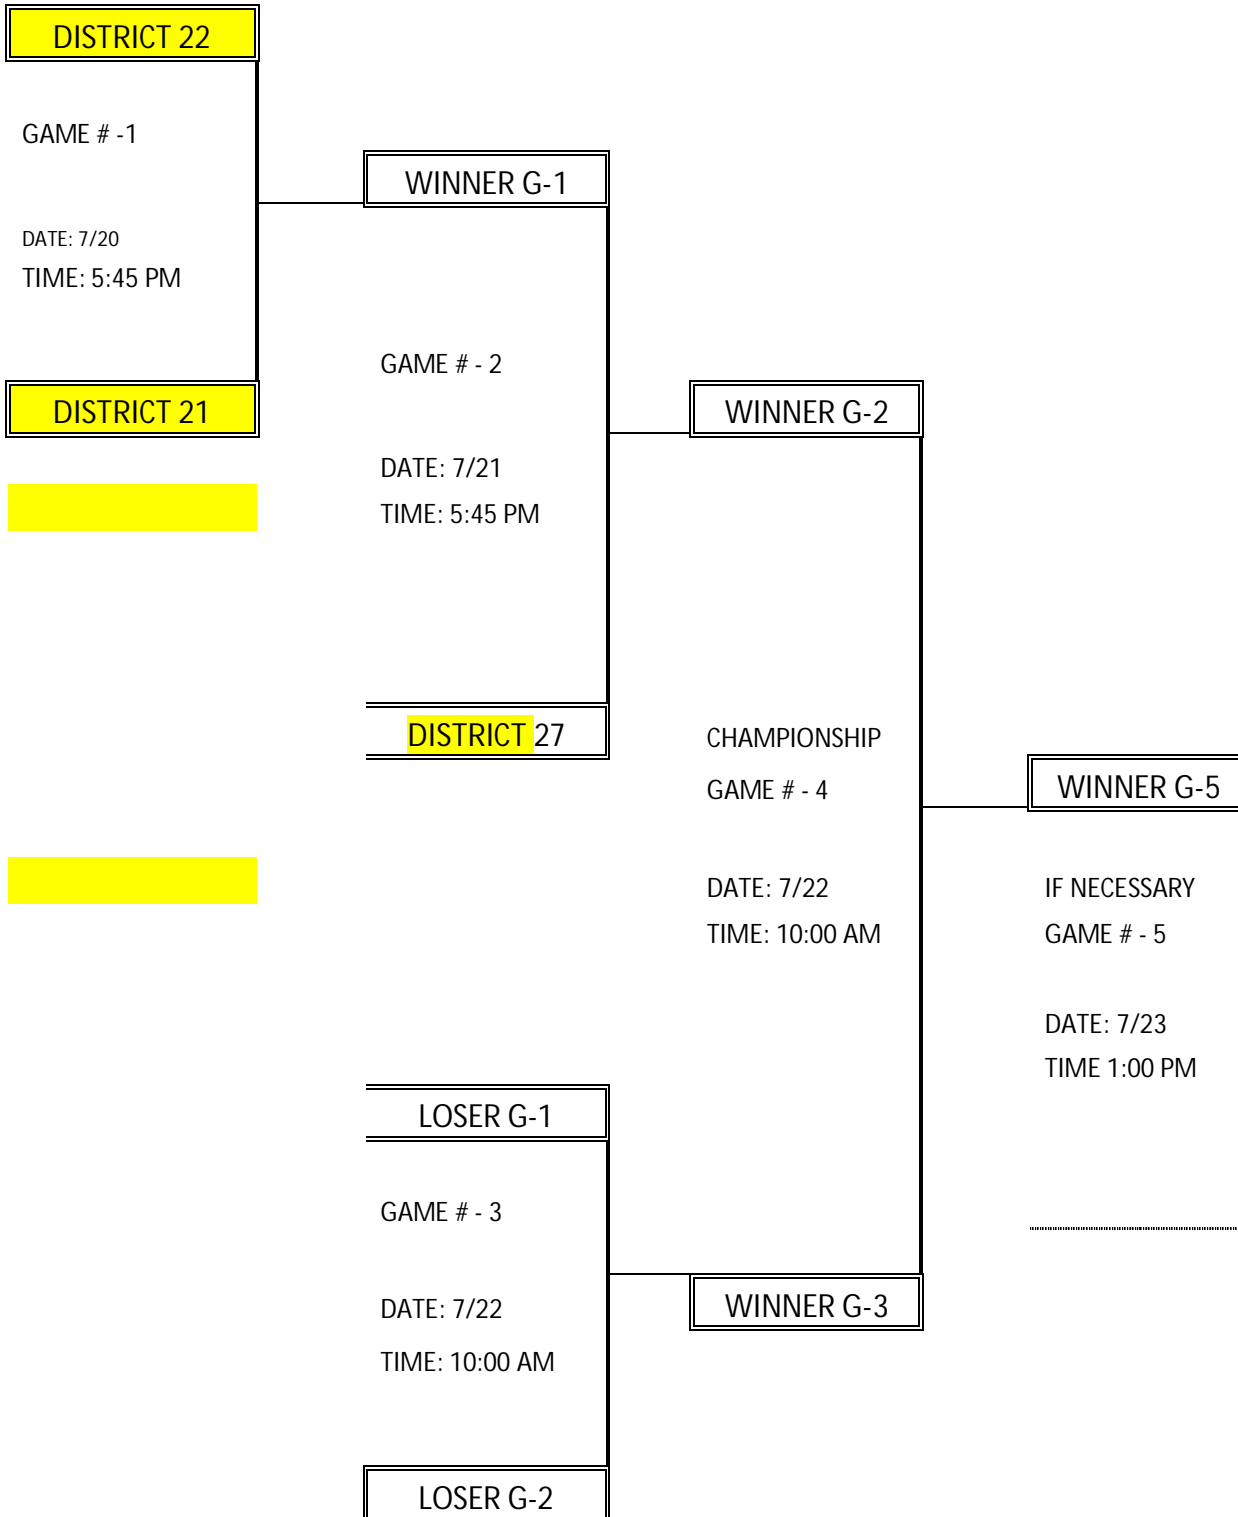 DISTRICT 22
GAME # -1
DATE: 7/20
TIME: 5:45 PM
DISTRICT 21
WINNER G-1
GAME # - 2
DATE: 7/21
TIME: 5:45 PM
DISTRICT 27
LOSER G-1
GAME # - 3
DATE: 7/22
TIME: 10:00 AM
LOSER G-2
WINNER G-2
CHAMPIONSHIP
GAME # - 4
DATE: 7/22
TIME: 10:00 AM
WINNER G-3
WINNER G-5
IF NECESSARY
GAME # - 5
DATE: 7/23
TIME 1:00 PM